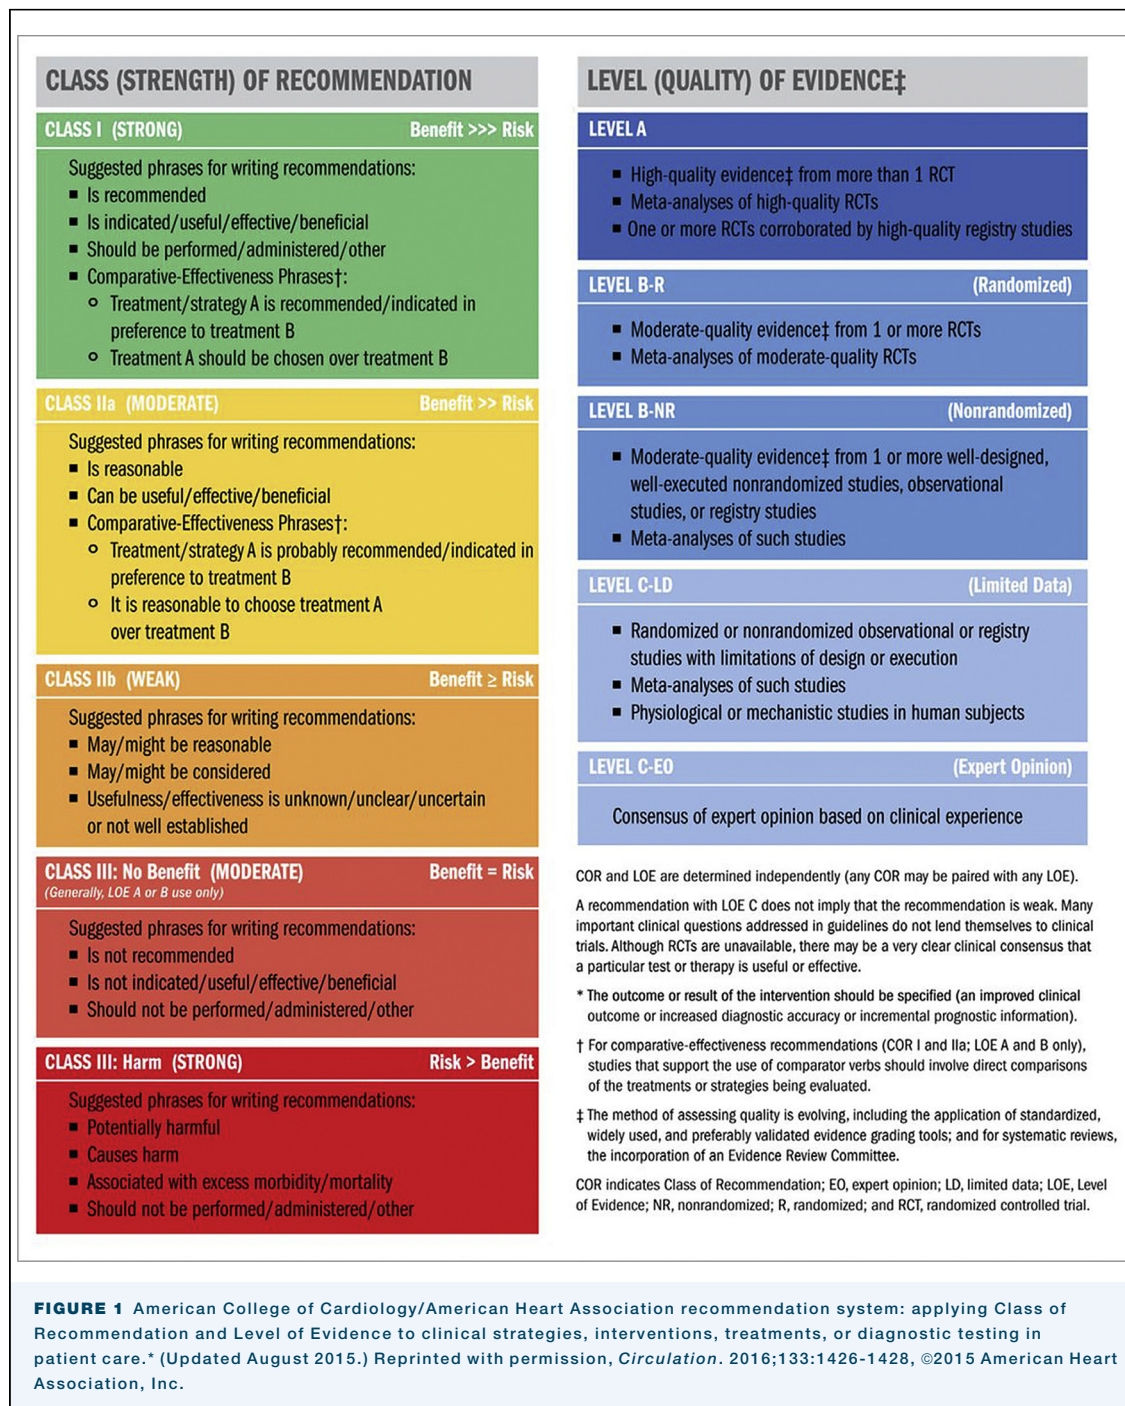 CLASS (STRENGTH) OF RECOMMENDATION
CLASS I (STRONG) Benefit >>> Risk
Suggested phrases for writing recommendations:
■ Is recommended
■ Is indicated/useful/effective/beneficial
■ Should be performed/administered/other
■ Comparative-Effectiveness Phrases†:
○ Treatment/strategy A is recommended/indicated in
preference to treatment B
○ Treatment A should be chosen over treatment B
CLASS IIa (MODERATE) Benefit >> Risk
Suggested phrases for writing recommendations:
■ Is reasonable
■ Can be useful/effective/beneficial
■ Comparative-Effectiveness Phrases†:
○ Treatment/strategy A is probably recommended/indicated in
preference to treatment B
○ It is reasonable to choose treatment A
over treatment B
CLASS IIb (WEAK) Benefit ≥ Risk
Suggested phrases for writing recommendations:
■ May/might be reasonable
■ May/might be considered
■ Usefulness/effectiveness is unknown/unclear/uncertain
or not well established
CLASS III: No Benefit (MODERATE) Benefit = Risk
(Generally, LOE A or B use only)
Suggested phrases for writing recommendations:
■ Is not recommended
■ Is not indicated/useful/effective/beneficial
■ Should not be performed/administered/other
CLASS III: Harm (STRONG) Risk > Benefit
Suggested phrases for writing recommendations:
■ Potentially harmful
■ Causes harm
■ Associated with excess morbidity/mortality
■ Should not be performed/administered/other
LEVEL (QUALITY) OF EVIDENCE‡
LEVEL A
■ High-quality evidence‡ from more than 1 RCT
■ Meta-analyses of high-quality RCTs
■ One or more RCTs corroborated by high-quality registry studies
LEVEL B-R (Randomized)
■ Moderate-quality evidence‡ from 1 or more RCTs
■ Meta-analyses of moderate-quality RCTs
LEVEL B-NR (Nonrandomized)
■ Moderate-quality evidence‡ from 1 or more well-designed,
well-executed nonrandomized studies, observational
studies, or registry studies
■ Meta-analyses of such studies
LEVEL C-LD (Limited Data)
■ Randomized or nonrandomized observational or registry
studies with limitations of design or execution
■ Meta-analyses of such studies
■ Physiological or mechanistic studies in human subjects
LEVEL C-EO (Expert Opinion)
Consensus of expert opinion based on clinical experience
COR and LOE are determined independently (any COR may be paired with any LOE).
A recommendation with LOE C does not imply that the recommendation is weak. Many
important clinical questions addressed in guidelines do not lend themselves to clinical
trials. Although RCTs are unavailable, there may be a very clear clinical consensus that
a particular test or therapy is useful or effective.
* The outcome or result of the intervention should be specified (an improved clinical
outcome or increased diagnostic accuracy or incremental prognostic information).
† For comparative-effectiveness recommendations (COR I and IIa; LOE A and B only),
studies that support the use of comparator verbs should involve direct comparisons
of the treatments or strategies being evaluated.
‡ The method of assessing quality is evolving, including the application of standardized,
widely used, and preferably validated evidence grading tools; and for systematic reviews,
the incorporation of an Evidence Review Committee.
COR indicates Class of Recommendation; EO, expert opinion; LD, limited data; LOE, Level
of Evidence; NR, nonrandomized; R, randomized; and RCT, randomized controlled trial.
FIGURE 1 American College of Cardiology/American Heart Association recommendation system: applying Class of
Recommendation and Level of Evidence to clinical strategies, interventions, treatments, or diagnostic testing in
patient care.* (Updated August 2015.) Reprinted with permission, Circulation. 2016;133:1426-1428, ©2015 American Heart
Association, Inc.